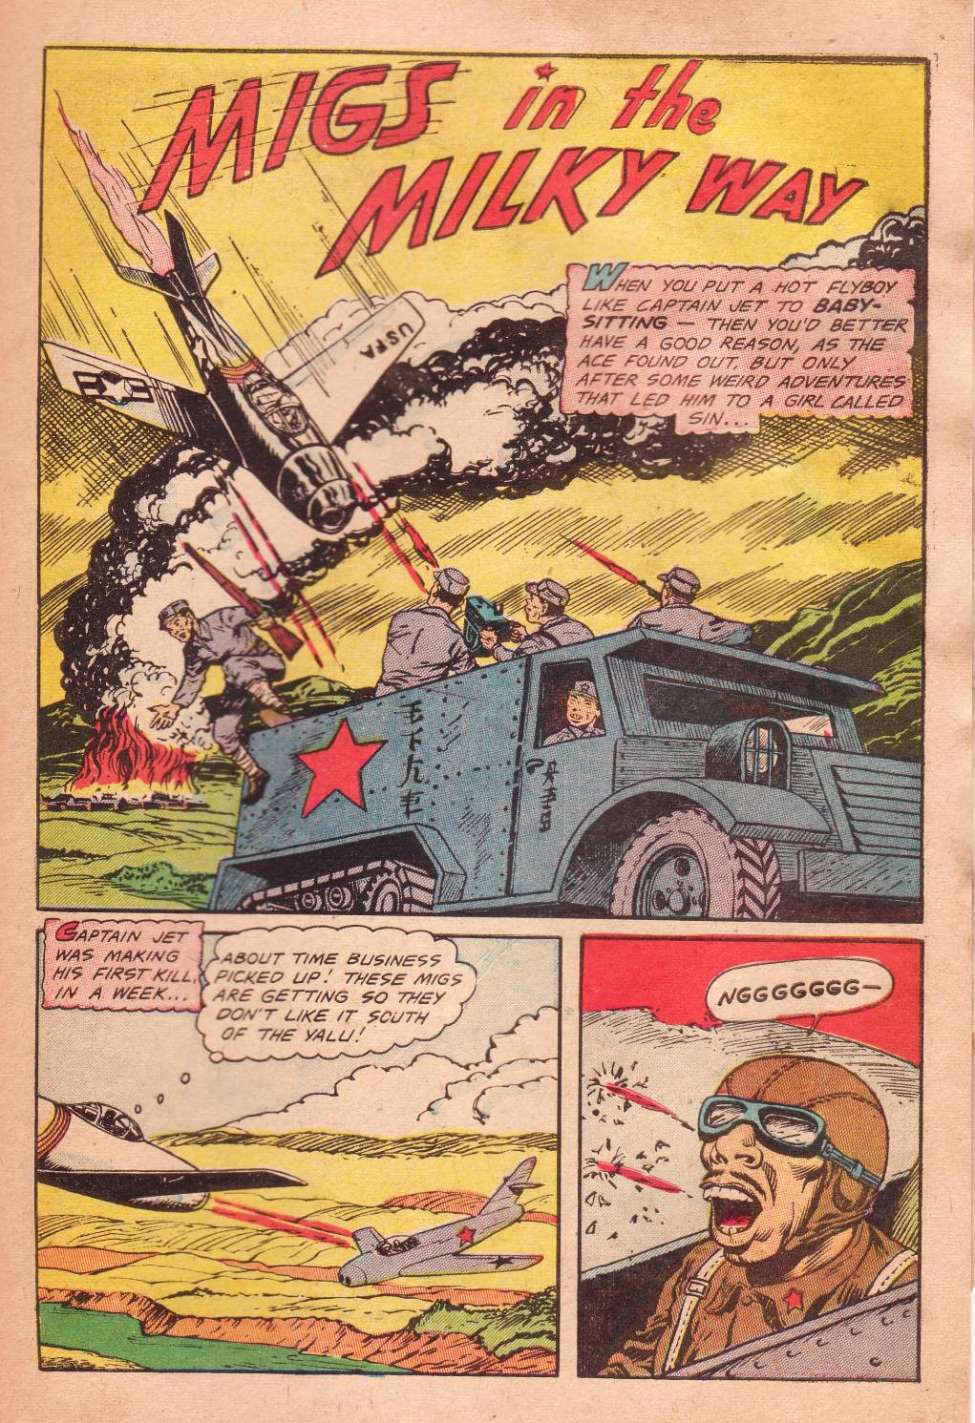 MIGS in the
MILKY WAY
WHEN YOU PUT A HOT FLYBOY
LIKE CAPTAIN JET TO BABY-
SITTING — THEN YOU'D BETTER
HAVE A GOOD REASON, AS THE
ACE FOUND OUT, BUT ONLY
AFTER SOME WEIRD ADVENTURES
THAT LED HIM TO A GIRL CALLED
SIN...
USFA
CAPTAIN JET
WAS MAKING
HIS FIRST KILL
IN A WEEK...
ABOUT TIME BUSINESS
PICKED UP! THESE MIGS
ARE GETTING SO THEY
DON'T LIKE IT SOUTH
OF THE YALU!
NGGGGGGG—